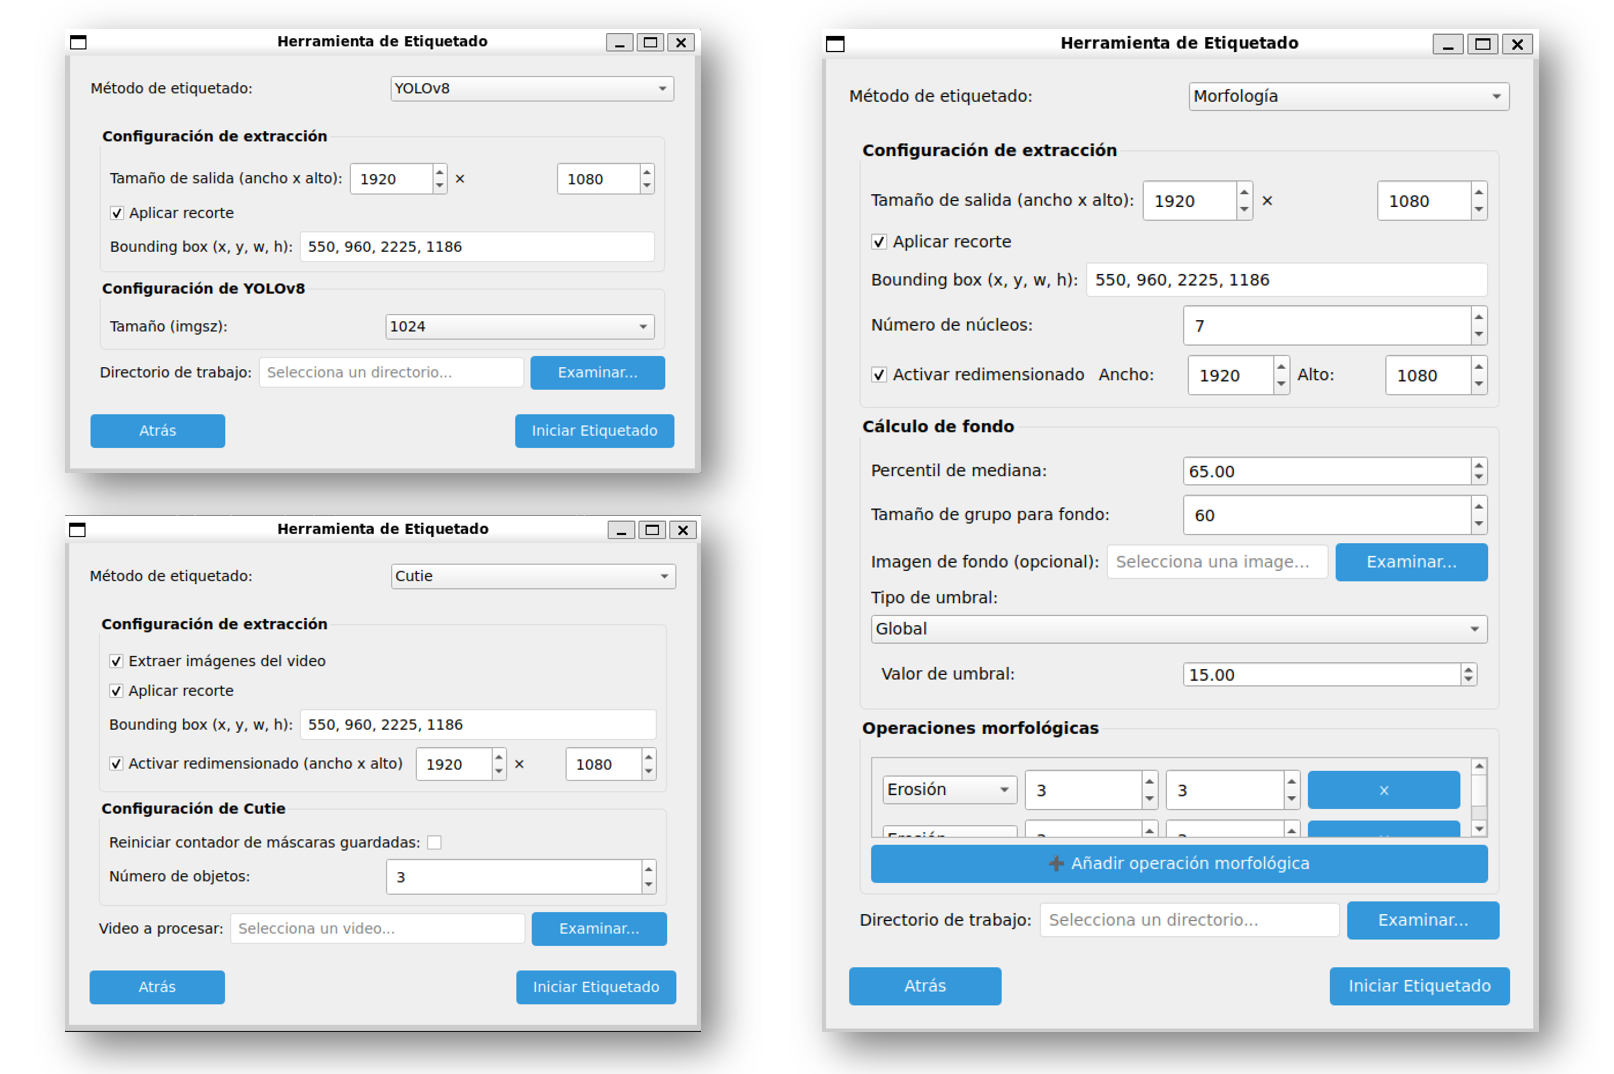 Herramienta de Etiquetado
Método de etiquetado: YOLOv8
Configuración de extracción
Tamaño de salida (ancho x alto): 1920 × 1080
Aplicar recorte
Bounding box (x, y, w, h): 550, 960, 2225, 1186
Configuración de YOLOv8
Tamaño (imgsz): 1024
Directorio de trabajo: Selecciona un directorio... Examinar...
Atrás Iniciar Etiquetado
Herramienta de Etiquetado
Método de etiquetado: Cutie
Configuración de extracción
Extraer imágenes del video
Aplicar recorte
Bounding box (x, y, w, h): 550, 960, 2225, 1186
Activar redimensionado (ancho x alto) 1920 × 1080
Configuración de Cutie
Reiniciar contador de máscaras guardadas:
Número de objetos: 3
Video a procesar: Selecciona un video... Examinar...
Atrás Iniciar Etiquetado
Herramienta de Etiquetado
Método de etiquetado: Morfología
Configuración de extracción
Tamaño de salida (ancho x alto): 1920 × 1080
Aplicar recorte
Bounding box (x, y, w, h): 550, 960, 2225, 1186
Número de núcleos: 7
Activar redimensionado Ancho: 1920 Alto: 1080
Cálculo de fondo
Percentil de mediana: 65.00
Tamaño de grupo para fondo: 60
Imagen de fondo (opcional): Selecciona una image... Examinar...
Tipo de umbral:
Global
Valor de umbral: 15.00
Operaciones morfológicas
Erosión 3 3 ×
➕ Añadir operación morfológica
Directorio de trabajo: Selecciona un directorio... Examinar...
Atrás Iniciar Etiquetado